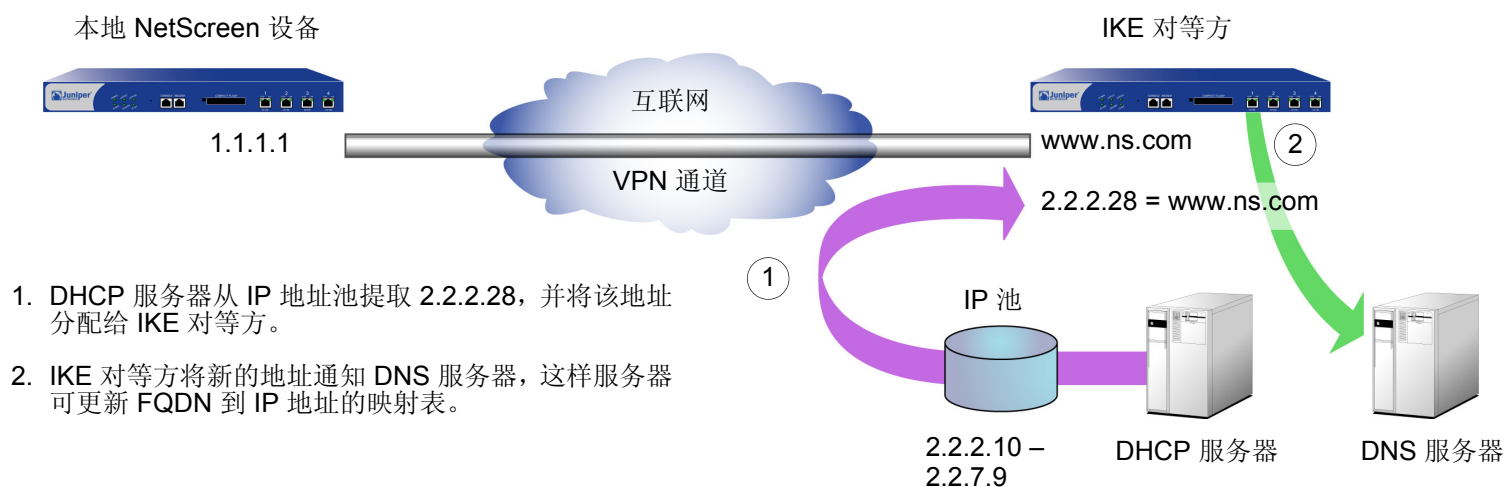 本地 NetScreen 设备
IKE 对等方
Juniper
Juniper
互联网
1.1.1.1
www.ns.com
2
VPN 通道
2.2.2.28 = www.ns.com
1
1. DHCP 服务器从 IP 地址池提取 2.2.2.28，并将该地址
分配给 IKE 对等方。
IP 池
2. IKE 对等方将新的地址通知 DNS 服务器，这样服务器
可更新 FQDN 到 IP 地址的映射表。
2.2.2.10 –
2.2.7.9
DHCP 服务器
DNS 服务器